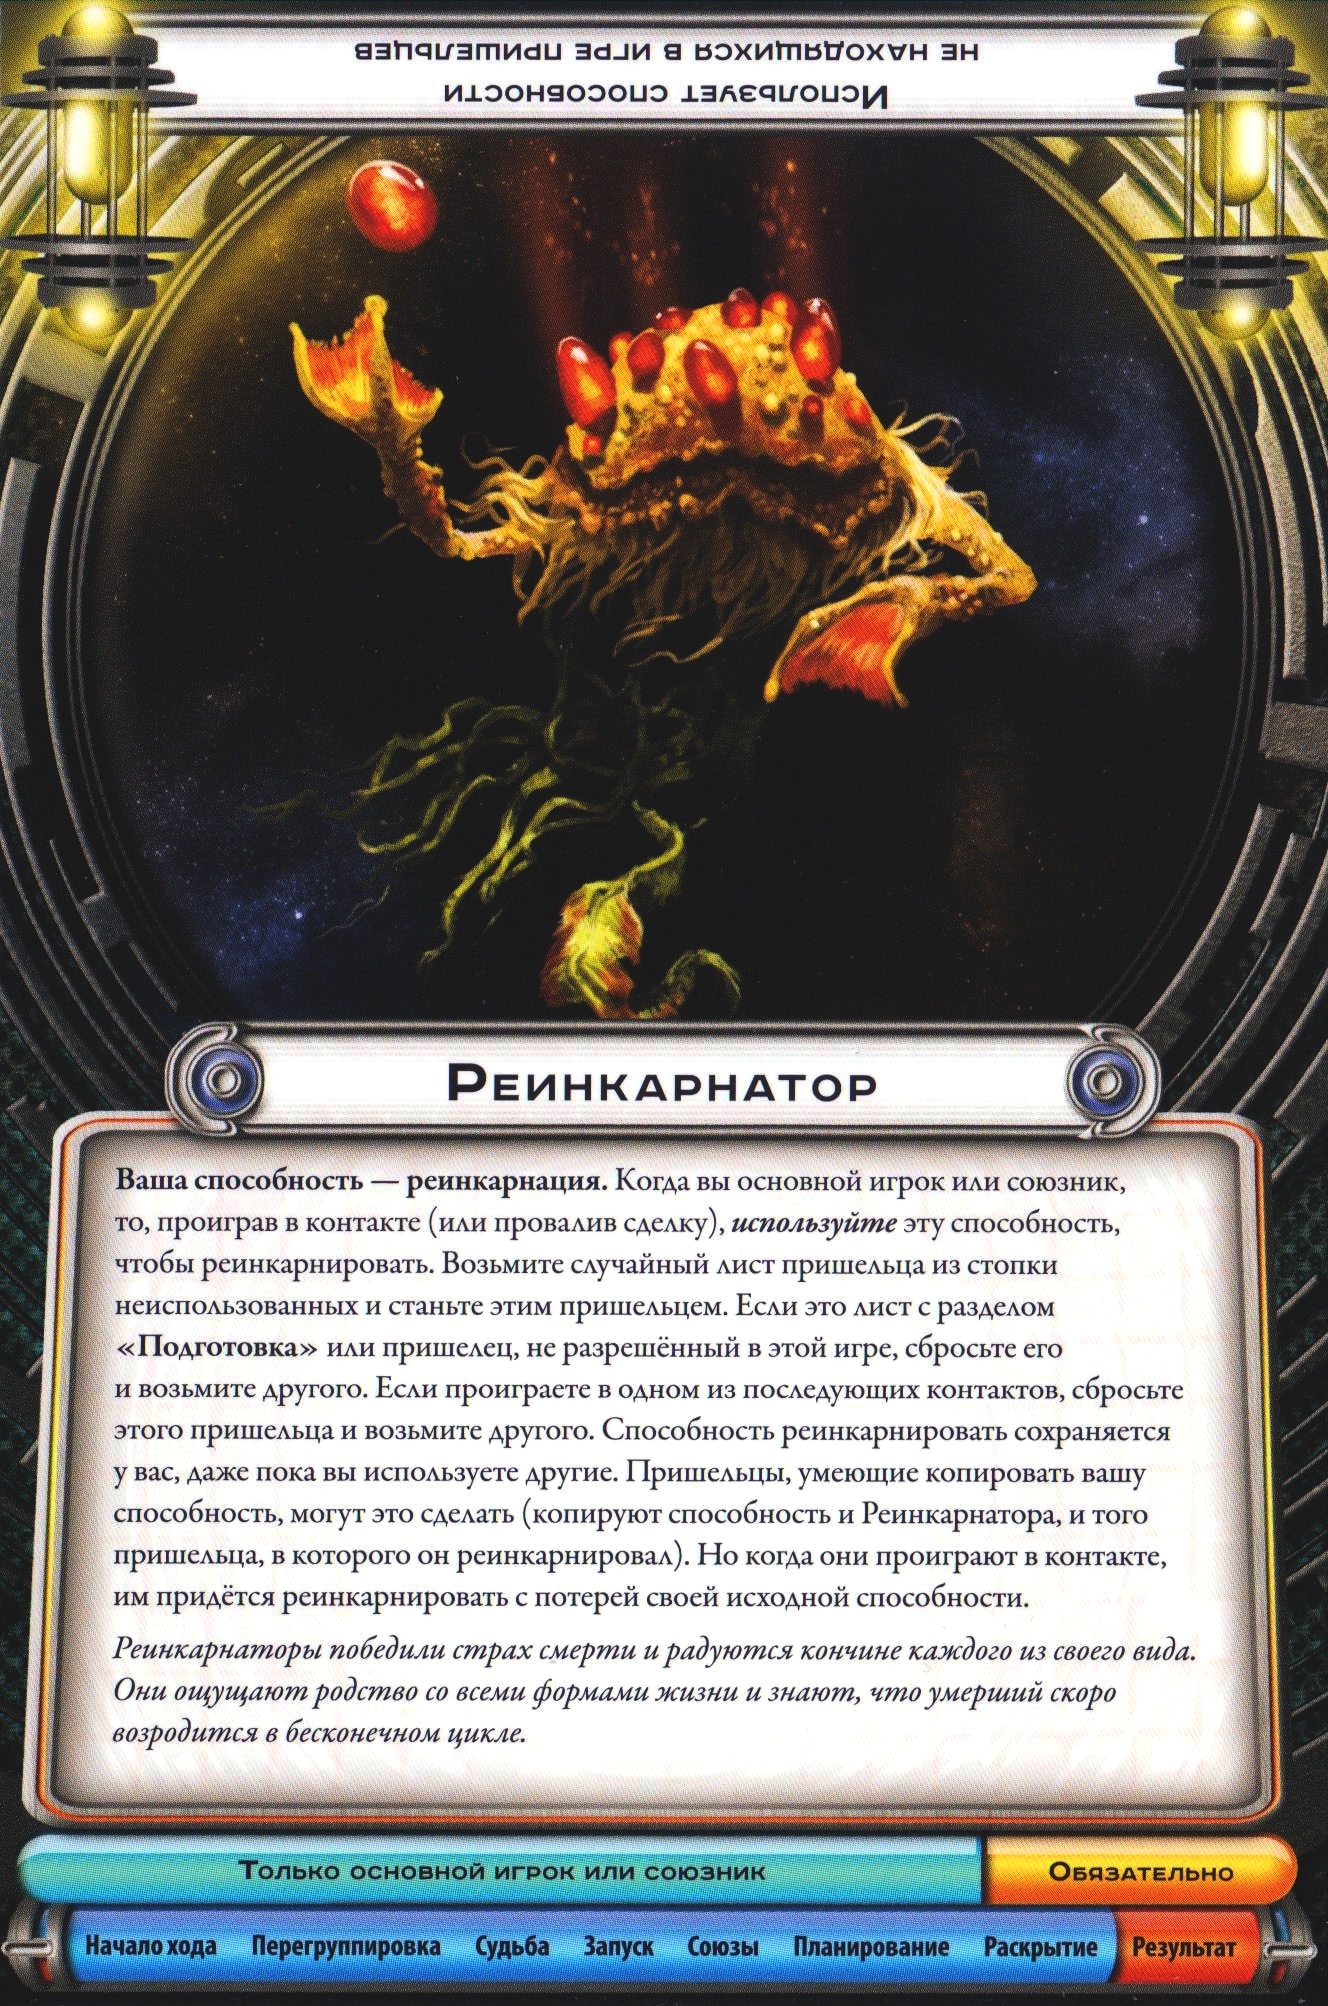 Использует способности
не находящихся в игре пришельцев
Реинкарнатор
Ваша способность — реинкарнация. Когда вы основной игрок или союзник,
то, проиграв в контакте (или провалив сделку), используйте эту способность,
чтобы реинкарнировать. Возьмите случайный лист пришельца из стопки
неиспользованных и станьте этим пришельцем. Если это лист с разделом
«Подготовка» или пришелец, не разрешённый в этой игре, сбросьте его
и возьмите другого. Если проиграете в одном из последующих контактов, сбросьте
этого пришельца и возьмите другого. Способность реинкарнировать сохраняется
у вас, даже пока вы используете другие. Пришельцы, умеющие копировать вашу
способность, могут это сделать (копируют способность и Реинкарнатора, и того
пришельца, в которого он реинкарнировал). Но когда они проиграют в контакте,
им придётся реинкарнировать с потерей своей исходной способности.
Реинкарнаторы победили страх смерти и радуются кончине каждого из своего вида.
Они ощущают родство со всеми формами жизни и знают, что умерший скоро
возродится в бесконечном цикле.
Только основной игрок или союзник Обязательно
Начало хода Перегруппировка Судьба Запуск Союзы Планирование Раскрытие Результат